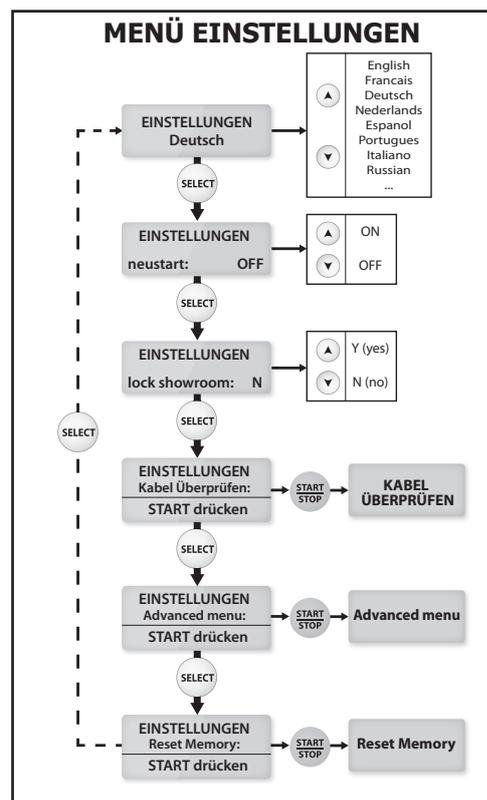 MENÜ EINSTELLUNGEN
EINSTELLUNGEN
Deutsch
English
Francais
Deutsch
Nederlands
Espanol
Portugues
Italiano
Russian
...
SELECT
EINSTELLUNGEN
neustart: OFF
ON
OFF
SELECT
EINSTELLUNGEN
lock showroom: N
Y (yes)
N (no)
SELECT
SELECT
EINSTELLUNGEN
Kabel Überprüfen:
START drücken
START
STOP
KABEL
ÜBERPRÜFEN
SELECT
EINSTELLUNGEN
Advanced menu:
START drücken
START
STOP
Advanced menu
SELECT
EINSTELLUNGEN
Reset Memory:
START drücken
START
STOP
Reset Memory